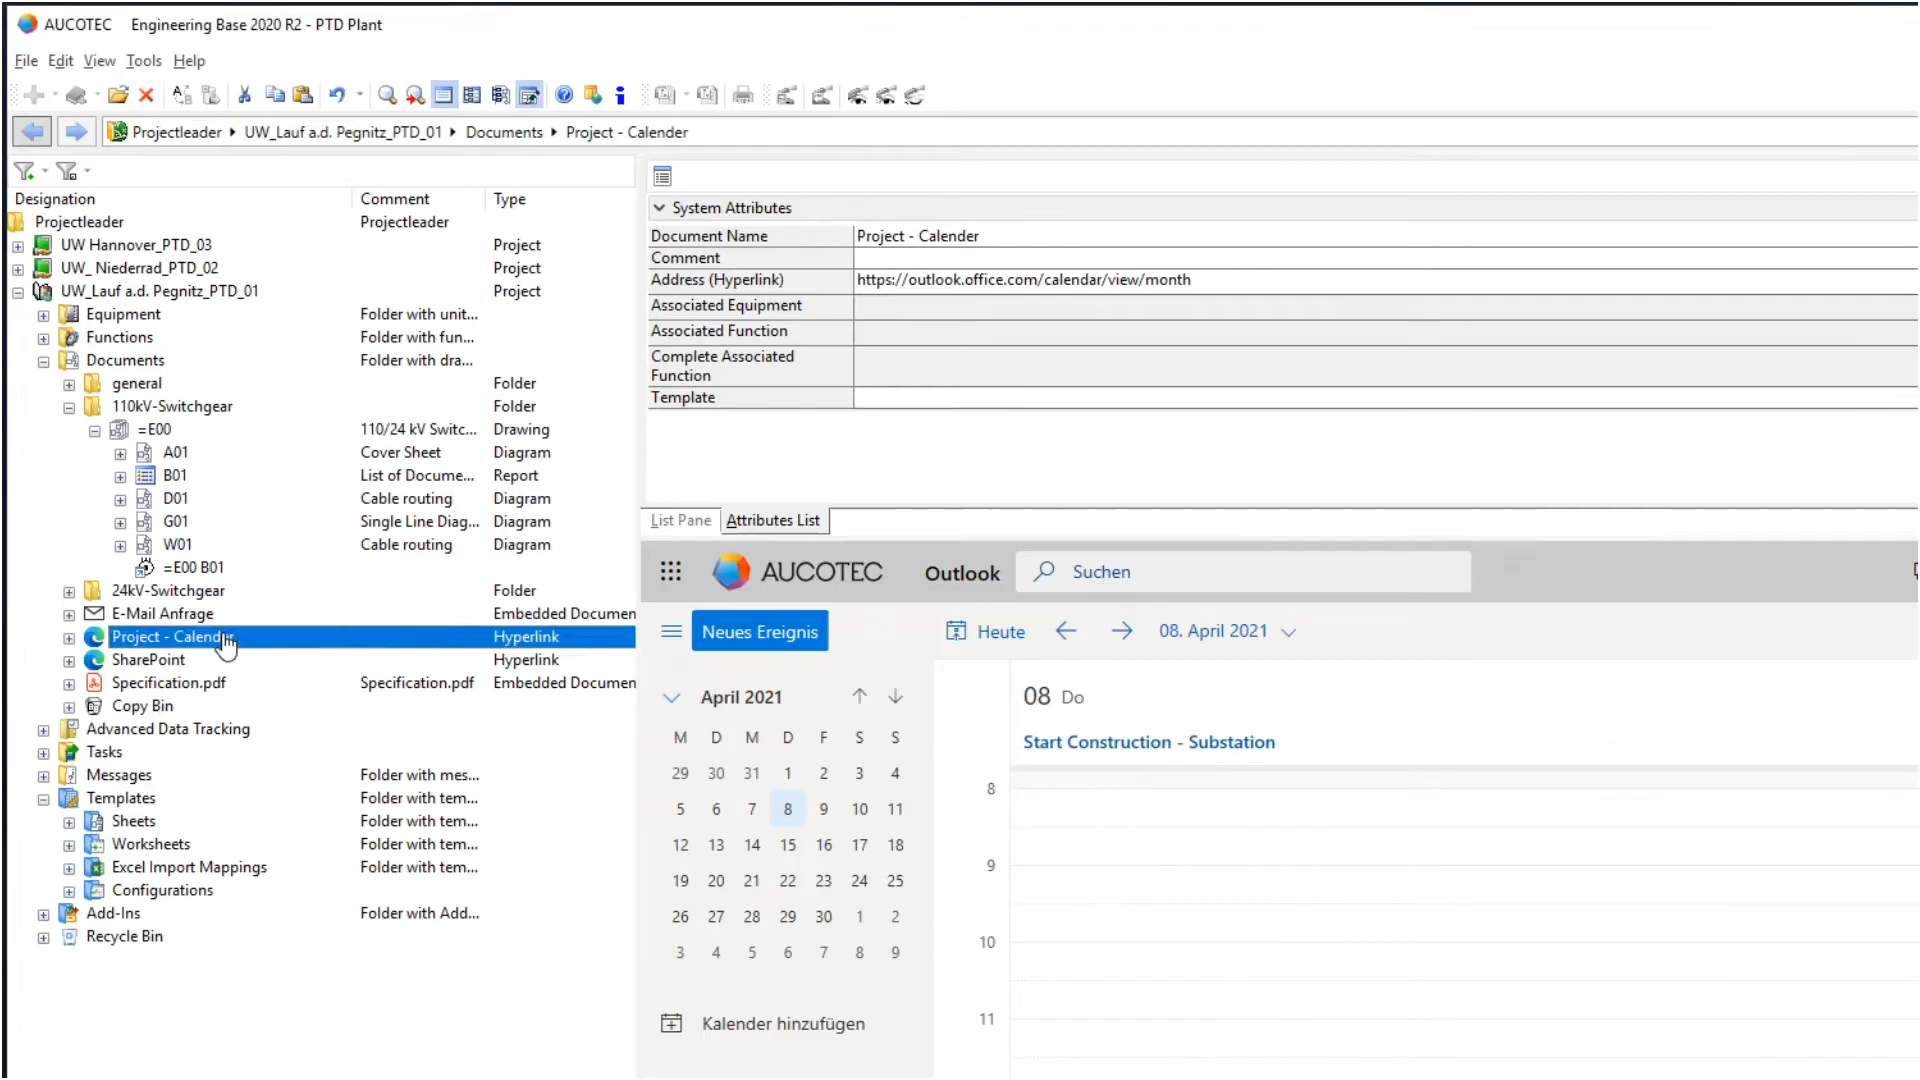 AUCOTEC Engineering Base 2020 R2 - PTD Plant
File Edit View Tools Help
Projectleader UW_Lauf a.d. Pegnitz_PTD_01 Documents Project - Calender
Designation Comment Type
Projectleader Projectleader
UW Hannover_PTD_03 Project
UW_ Niederrad_PTD_02 Project
UW_Lauf a.d. Pegnitz_PTD_01 Project
Equipment Folder with unit...
Functions Folder with fun...
Documents Folder with dra...
general Folder
110kV-Switchgear Folder
=E00 110/24 kV Switc... Drawing
A01 Cover Sheet Diagram
B01 List of Docume... Report
D01 Cable routing Diagram
G01 Single Line Diag... Diagram
W01 Cable routing Diagram
=E00 B01
24kV-Switchgear Folder
E-Mail Anfrage Embedded Documen
Project - Calender Hyperlink
SharePoint Hyperlink
Specification.pdf Specification.pdf Embedded Documen
Copy Bin
Advanced Data Tracking
Tasks
Messages Folder with mes...
Templates Folder with tem...
Sheets Folder with tem...
Worksheets Folder with tem...
Excel Import Mappings Folder with tem...
Configurations Folder with tem...
Add-Ins Folder with Add...
Recycle Bin
System Attributes
Document Name Project - Calender
Comment
Address (Hyperlink) https://outlook.office.com/calendar/view/month
Associated Equipment
Associated Function
Complete Associated
Function
Template
List Pane Attributes List
AUCOTEC Outlook Suchen
Neues Ereignis Heute 08. April 2021
April 2021
M D M D F S S
29 30 31 1 2 3 4
5 6 7 8 9 10 11
12 13 14 15 16 17 18
19 20 21 22 23 24 25
26 27 28 29 30 1 2
3 4 5 6 7 8 9
Kalender hinzufügen
08 Do
Start Construction - Substation
8
9
10
11